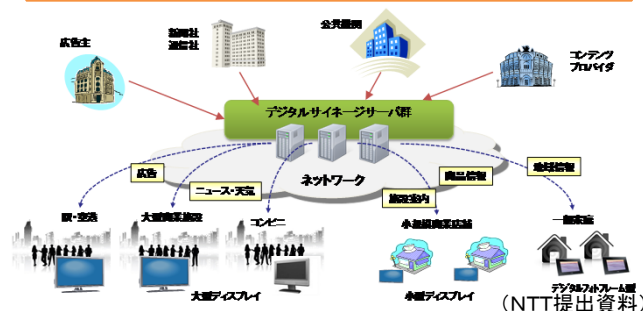 広告主
新聞社
通信社
公共機関
コンテンツ
プロバイダ
デジタルサイネージサーバ群
ネットワーク
広告
ニュース・天気
商品情報
施設案内
地域情報
駅・空港
大型商業施設
コンビニ
小規模商業店舗
一般家庭
大型ディスプレイ
小型ディスプレイ
デジタルフォトフレーム型
(NTT提出資料)